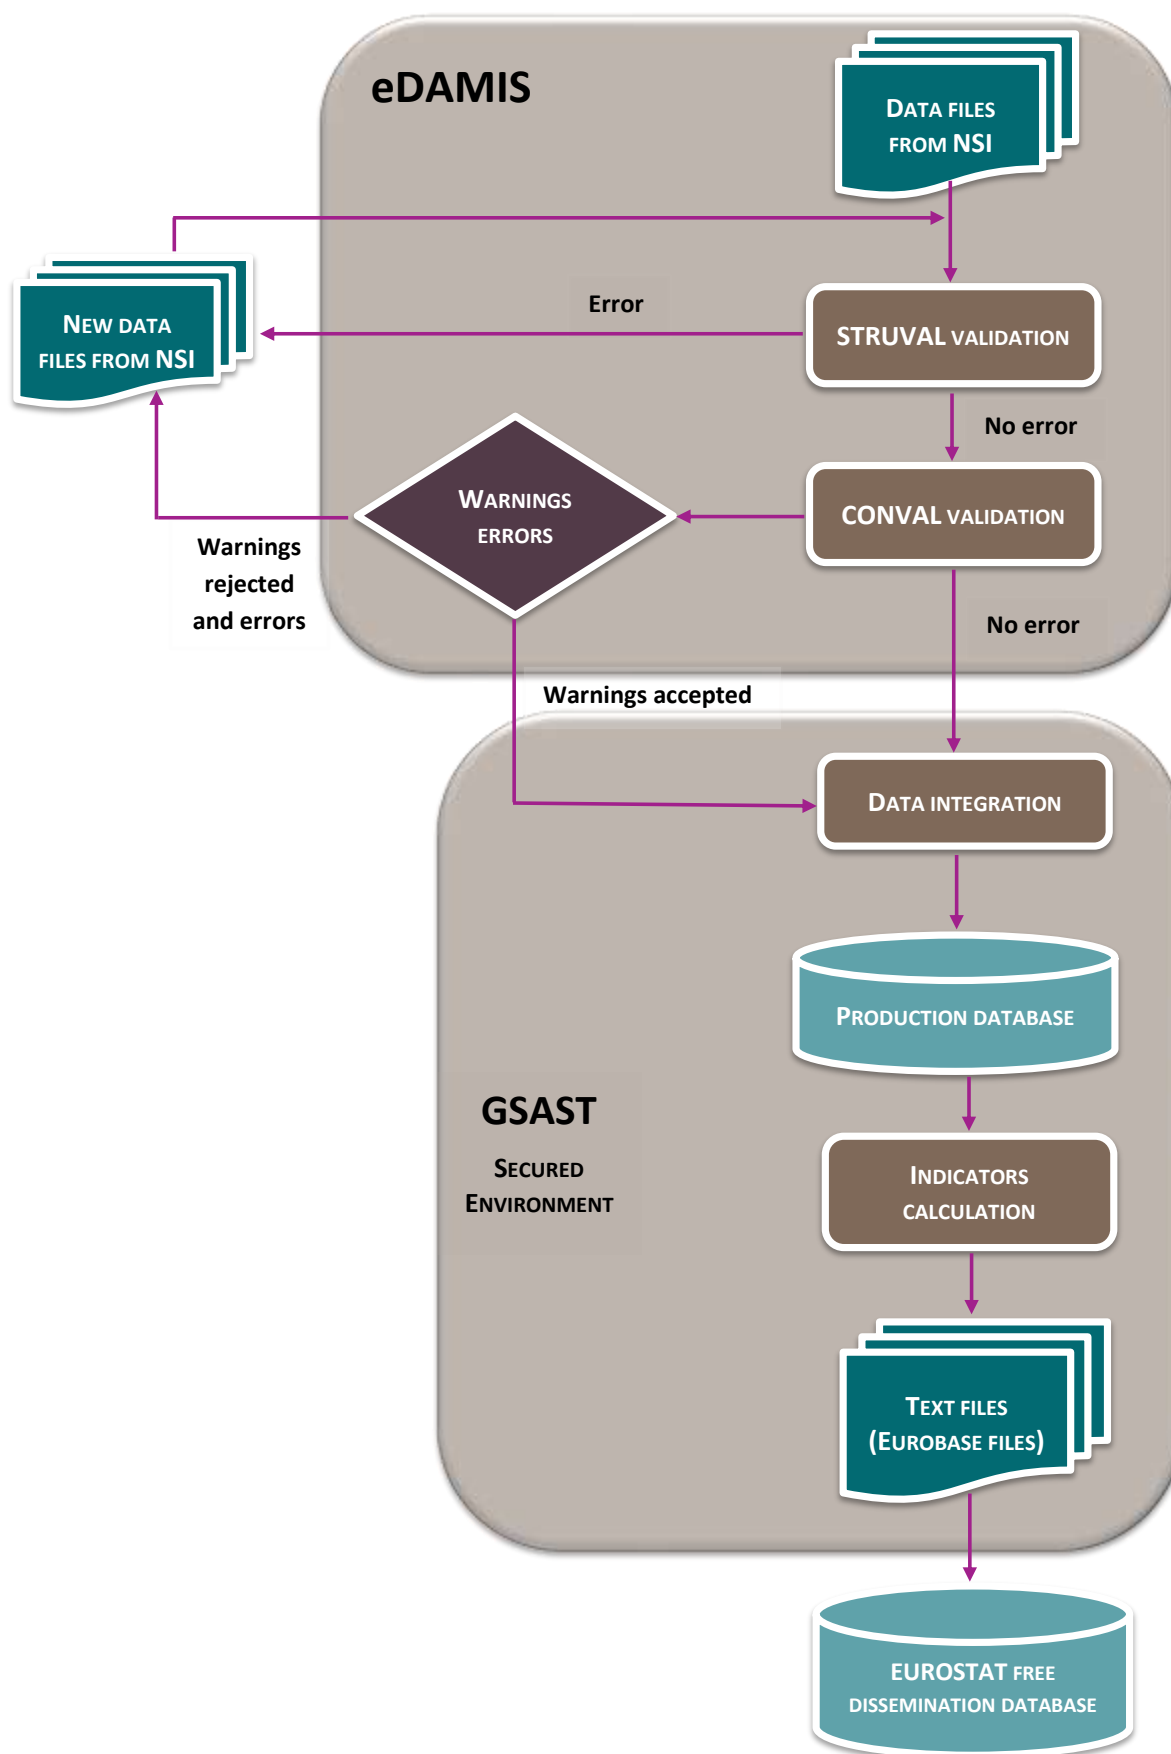 eDAMIS
DATA FILES
FROM NSI
NEW DATA
FILES FROM NSI
Error
STRUVAL VALIDATION
No error
WARNINGS
ERRORS
CONVAL VALIDATION
Warnings
rejected
and errors
No error
Warnings accepted
DATA INTEGRATION
PRODUCTION DATABASE
GSAST
SECURED
ENVIRONMENT
INDICATORS
CALCULATION
TEXT FILES
(EUROBASE FILES)
EUROSTAT FREE
DISSEMINATION DATABASE